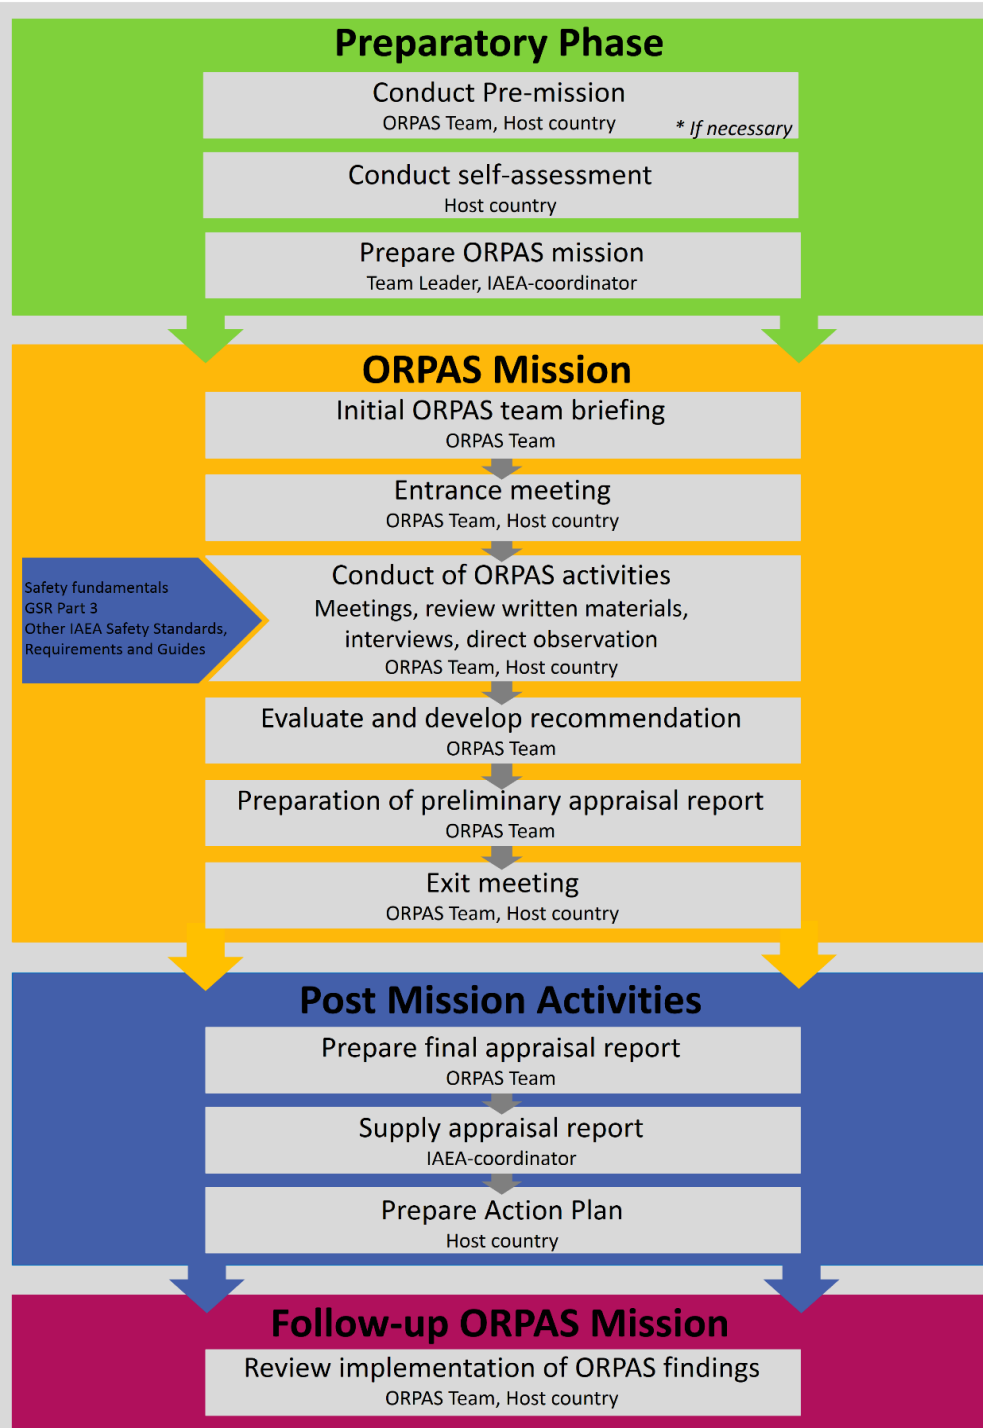 Preparatory Phase
Conduct Pre-mission
ORPAS Team, Host country
* If necessary
Conduct self-assessment
Host country
Prepare ORPAS mission
Team Leader, IAEA-coordinator
ORPAS Mission
Initial ORPAS team briefing
ORPAS Team
Entrance meeting
ORPAS Team, Host country
Safety fundamentals
GSR Part 3
Other IAEA Safety Standards,
Requirements and Guides
Conduct of ORPAS activities
Meetings, review written materials,
interviews, direct observation
ORPAS Team, Host country
Evaluate and develop recommendation
ORPAS Team
Preparation of preliminary appraisal report
ORPAS Team
Exit meeting
ORPAS Team, Host country
Post Mission Activities
Prepare final appraisal report
ORPAS Team
Supply appraisal report
IAEA-coordinator
Prepare Action Plan
Host country
Follow-up ORPAS Mission
Review implementation of ORPAS findings
ORPAS Team, Host country